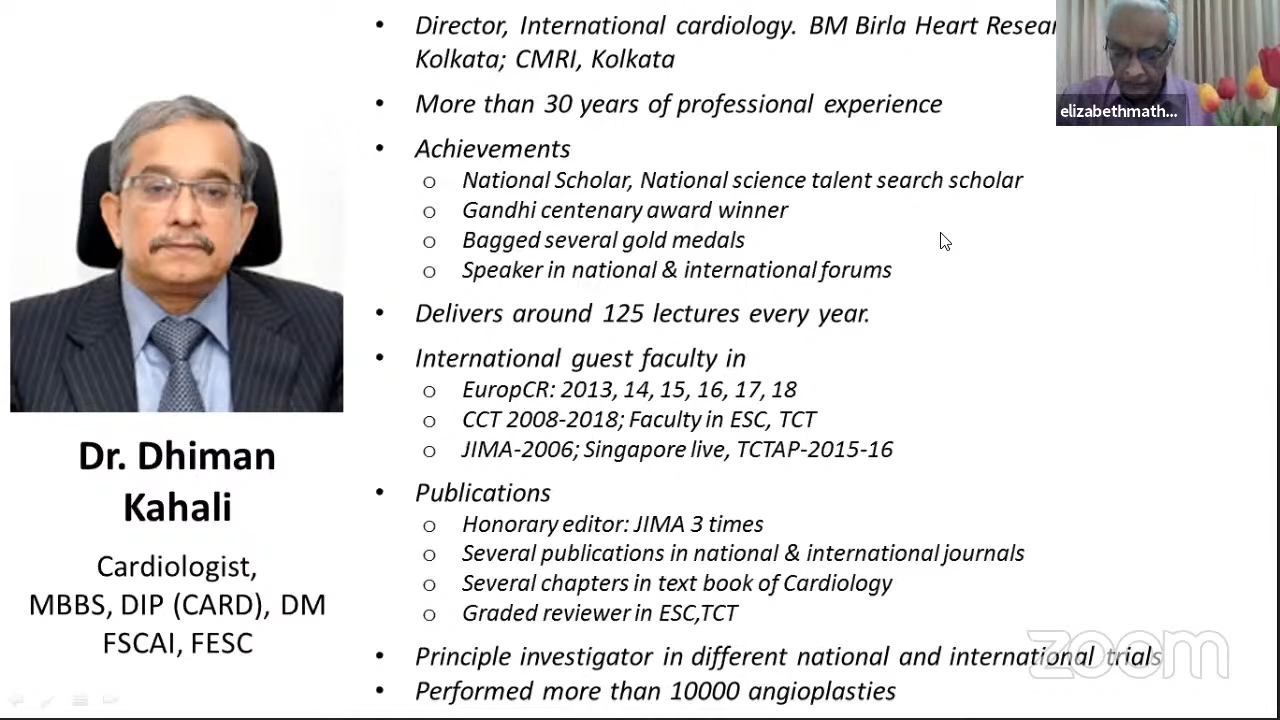 Director, International cardiology. BM Birla Heart
Kolkata; CMRI, Kolkata
More than 30 years of professional experience
Achievements
National Scholar, National science talent search scholar
Gandhi centenary award winner
Bagged several gold medals
Speaker in national & international forums
Delivers around 125 lectures every year.
International guest faculty in
EuropCR: 2013, 14, 15, 16, 17, 18
CCT 2008-2018; Faculty in ESC, TCT
JIMA-2006; Singapore live, TCTAP-2015-16
Publications
Honorary editor: JIMA 3 times
Several publications in national & international journals
Several chapters in text book of Cardiology
Graded reviewer in ESC,TCT
Principle investigator in different national and international trials
Performed more than 10000 angioplasties
Dr. Dhiman
Kahali
Cardiologist,
MBBS, DIP (CARD), DM
FSCAI, FESC
elizabethmath...
zoom